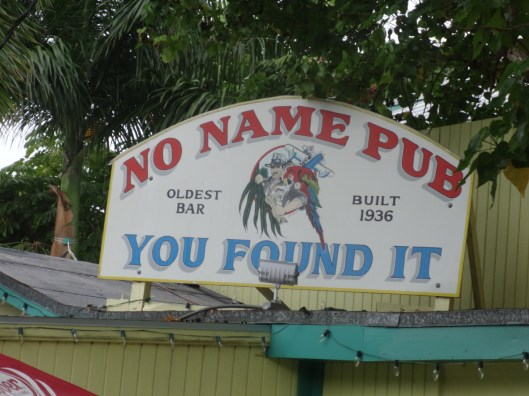 NO NAME PUB
OLDEST
BAR
BUILT
1936
YOU FOUND IT